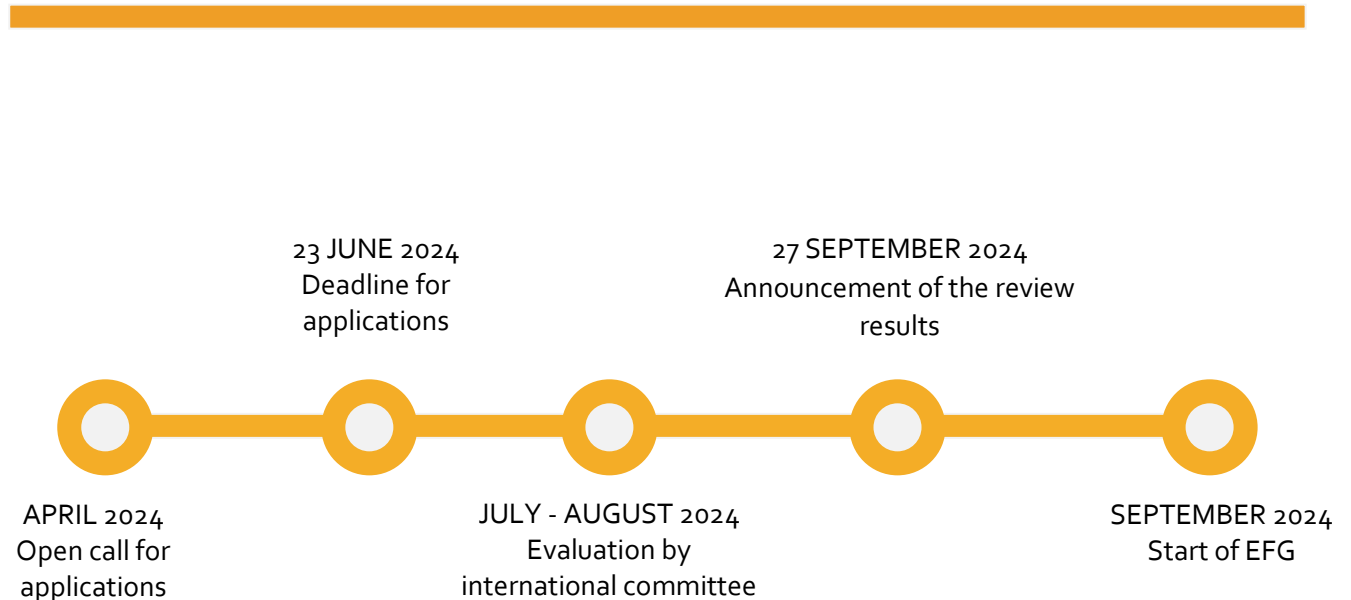 23 JUNE 2024
Deadline for
applications
27 SEPTEMBER 2024
Announcement of the review
results
APRIL 2024
Open call for
applications
JULY - AUGUST 2024
Evaluation by
international committee
SEPTEMBER 2024
Start of EFG